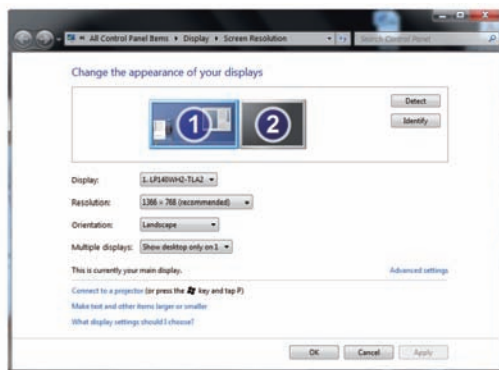 All Control Panel Items ▸ Display ▸ Screen Resolution
Search Control Panel
Change the appearance of your displays
1
2
Detect
Identify
Display: 1. LP140WH2-TLA2
Resolution: 1366 × 768 (recommended)
Orientation: Landscape
Multiple displays: Show desktop only on 1
This is currently your main display.
Advanced settings
Connect to a projector (or press the key and tap P)
Make text and other items larger or smaller
What display settings should I choose?
OK
Cancel
Apply